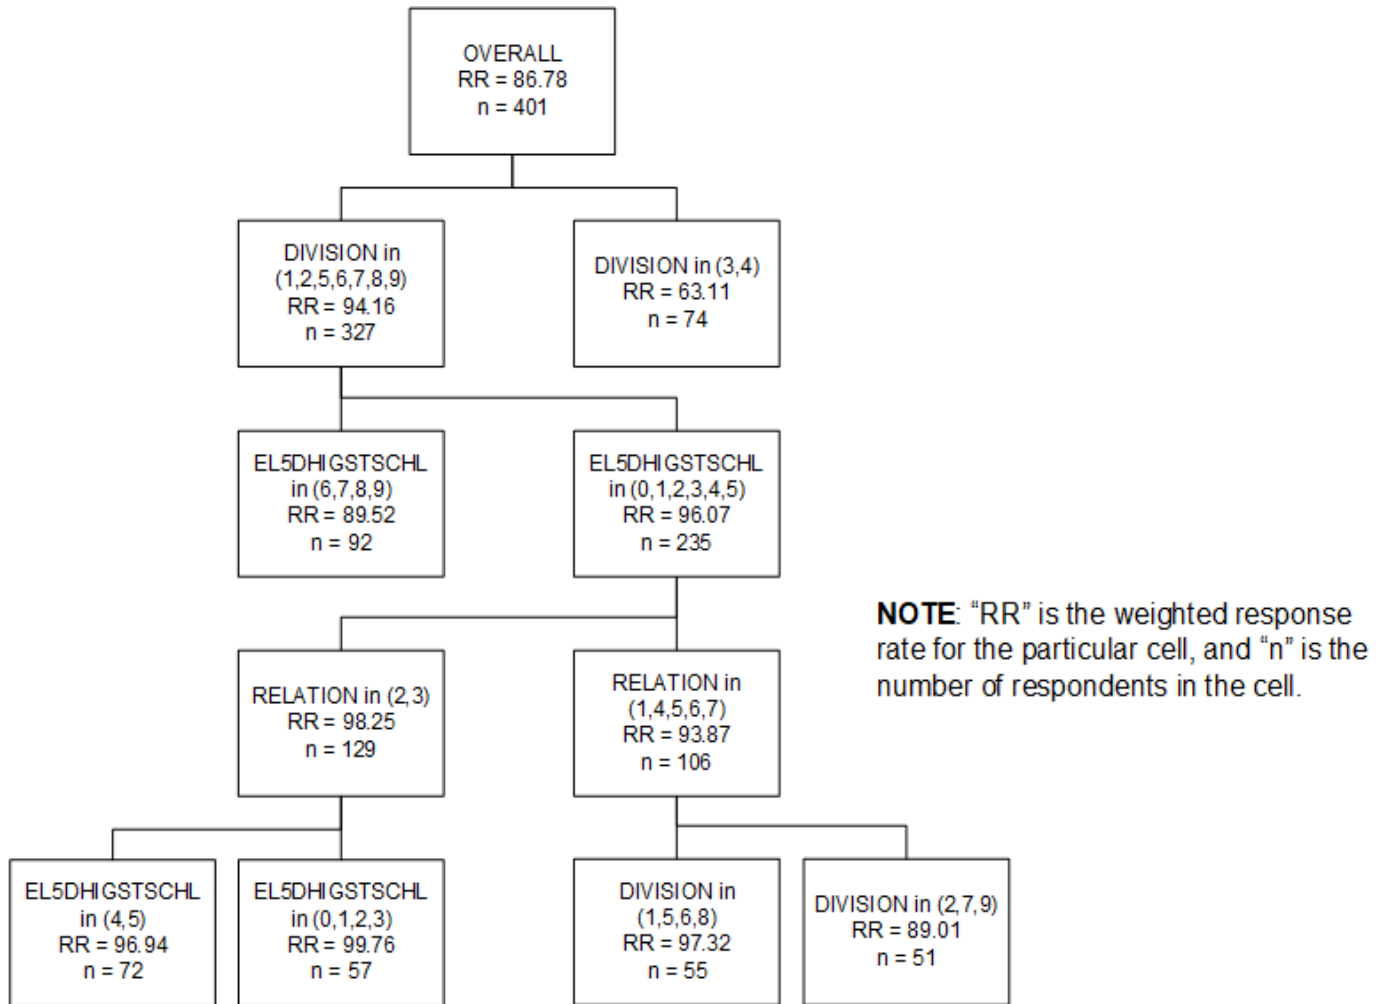 OVERALL
RR = 86.78
n = 401
DIVISION in
(1,2,5,6,7,8,9)
RR = 94.16
n = 327
DIVISION in (3,4)
RR = 63.11
n = 74
EL5DHIGSTSCHL
in (6,7,8,9)
RR = 89.52
n = 92
EL5DHIGSTSCHL
in (0,1,2,3,4,5)
RR = 96.07
n = 235
NOTE: “RR” is the weighted response
rate for the particular cell, and “n” is the
number of respondents in the cell.
RELATION in (2,3)
RR = 98.25
n = 129
RELATION in
(1,4,5,6,7)
RR = 93.87
n = 106
EL5DHIGSTSCHL
in (4,5)
RR = 96.94
n = 72
EL5DHIGSTSCHL
in (0,1,2,3)
RR = 99.76
n = 57
DIVISION in
(1,5,6,8)
RR = 97.32
n = 55
DIVISION in (2,7,9)
RR = 89.01
n = 51